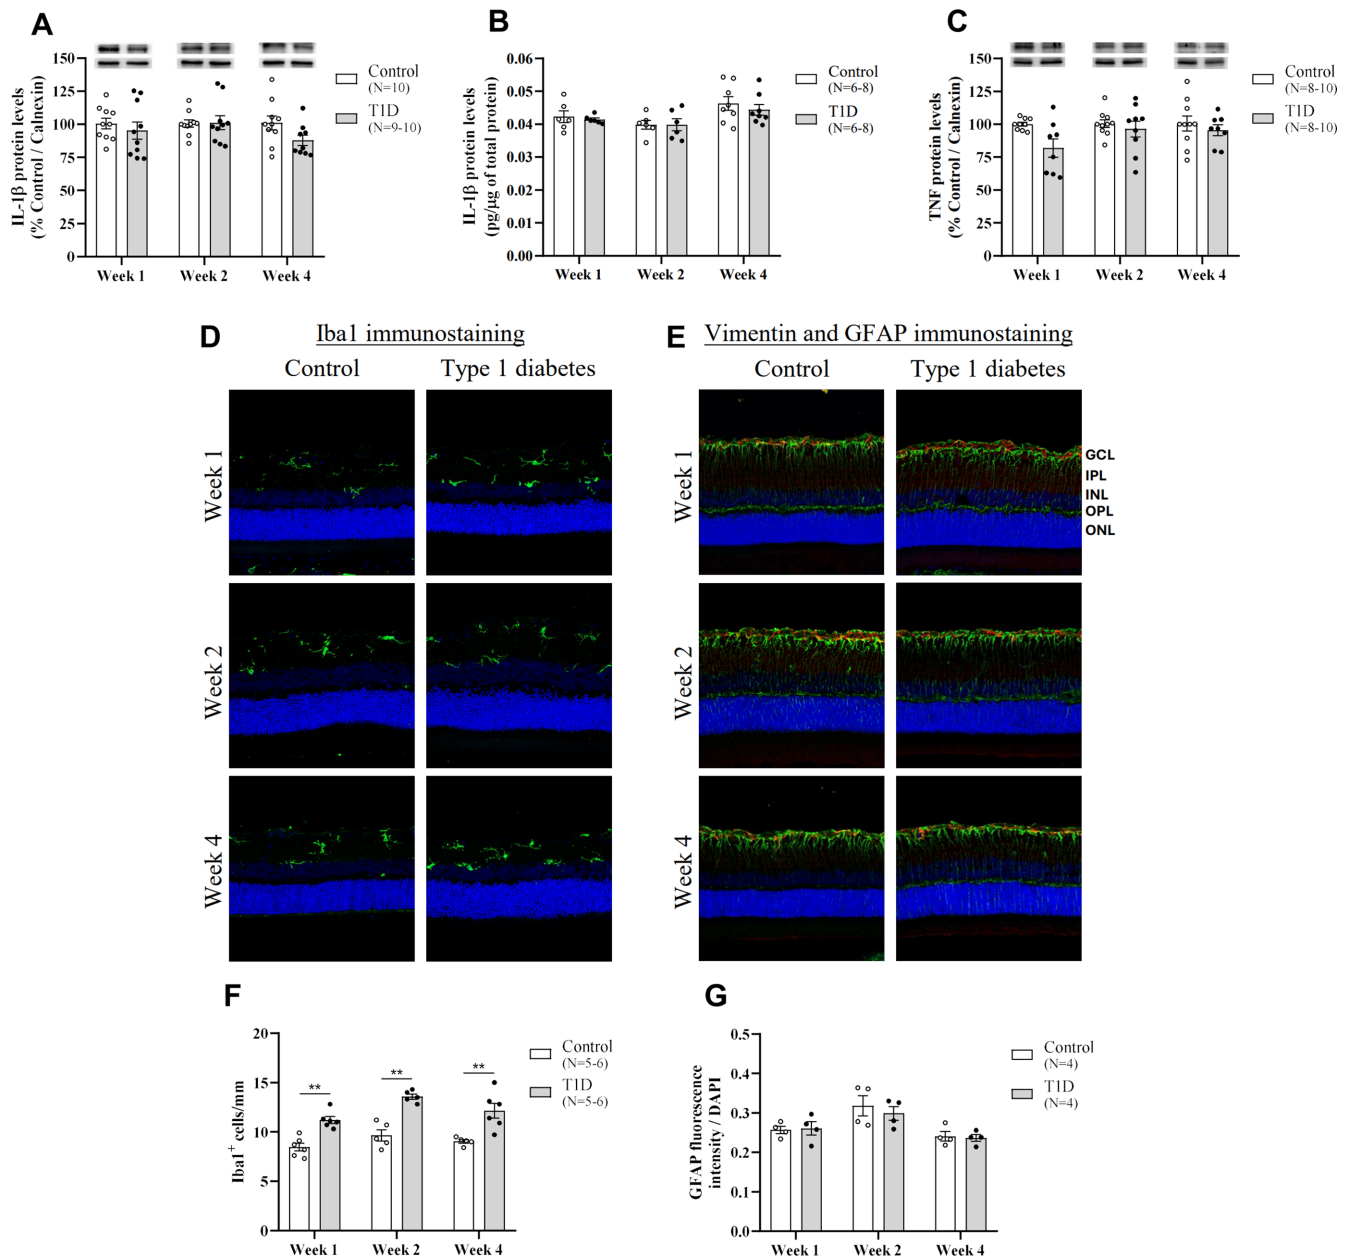 A
IL-1β protein levels
(% Control / Calnexin)
150
125
100
75
50
25
0
Week 1
Week 2
Week 4
Control
(N=10)
T1D
(N=9-10)
B
IL-1β protein levels
(pg/µg of total protein)
0.06
0.05
0.04
0.03
0.02
0.01
0.00
Week 1
Week 2
Week 4
Control
(N=6-8)
T1D
(N=6-8)
C
TNF protein levels
(% Control / Calnexin)
150
125
100
75
50
25
0
Week 1
Week 2
Week 4
Control
(N=8-10)
T1D
(N=8-10)
D
Iba1 immunostaining
Control
Type 1 diabetes
Week 1
Week 2
Week 4
E
Vimentin and GFAP immunostaining
Control
Type 1 diabetes
Week 1
Week 2
Week 4
GCL
IPL
INL
OPL
ONL
F
Iba1+ cells/mm
20
15
10
5
0
**
**
**
Week 1
Week 2
Week 4
Control
(N=5-6)
T1D
(N=5-6)
G
GFAP fluorescence
intensity / DAPI
0.5
0.4
0.3
0.2
0.1
0.0
Week 1
Week 2
Week 4
Control
(N=4)
T1D
(N=4)